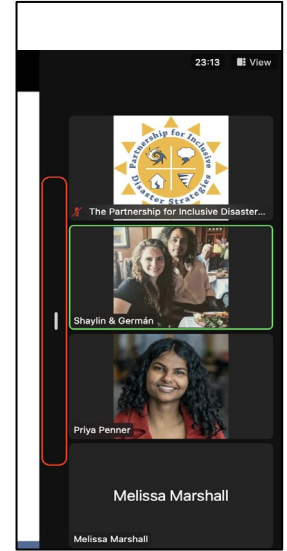 23:13 View
Partnership for Inclusive
Disaster Strategies
The Partnership for Inclusive Disaster...
Shaylin & Germán
Priya Penner
Melissa Marshall
Melissa Marshall